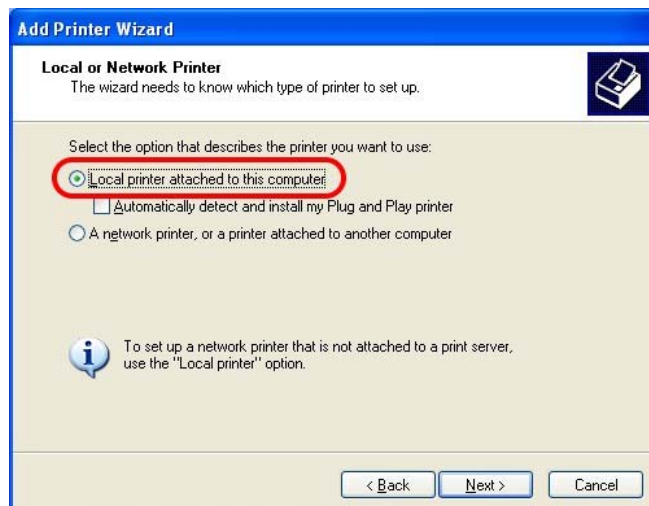 Add Printer Wizard
Local or Network Printer
The wizard needs to know which type of printer to set up.
Select the option that describes the printer you want to use:
Local printer attached to this computer
Automatically detect and install my Plug and Play printer
A network printer, or a printer attached to another computer
To set up a network printer that is not attached to a print server,
use the "Local printer" option.
< Back Next > Cancel